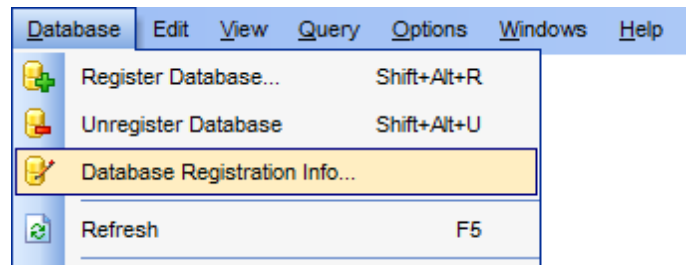 Database Edit View Query Options Windows Help
Register Database... Shift+Alt+R
Unregister Database Shift+Alt+U
Database Registration Info...
Refresh F5